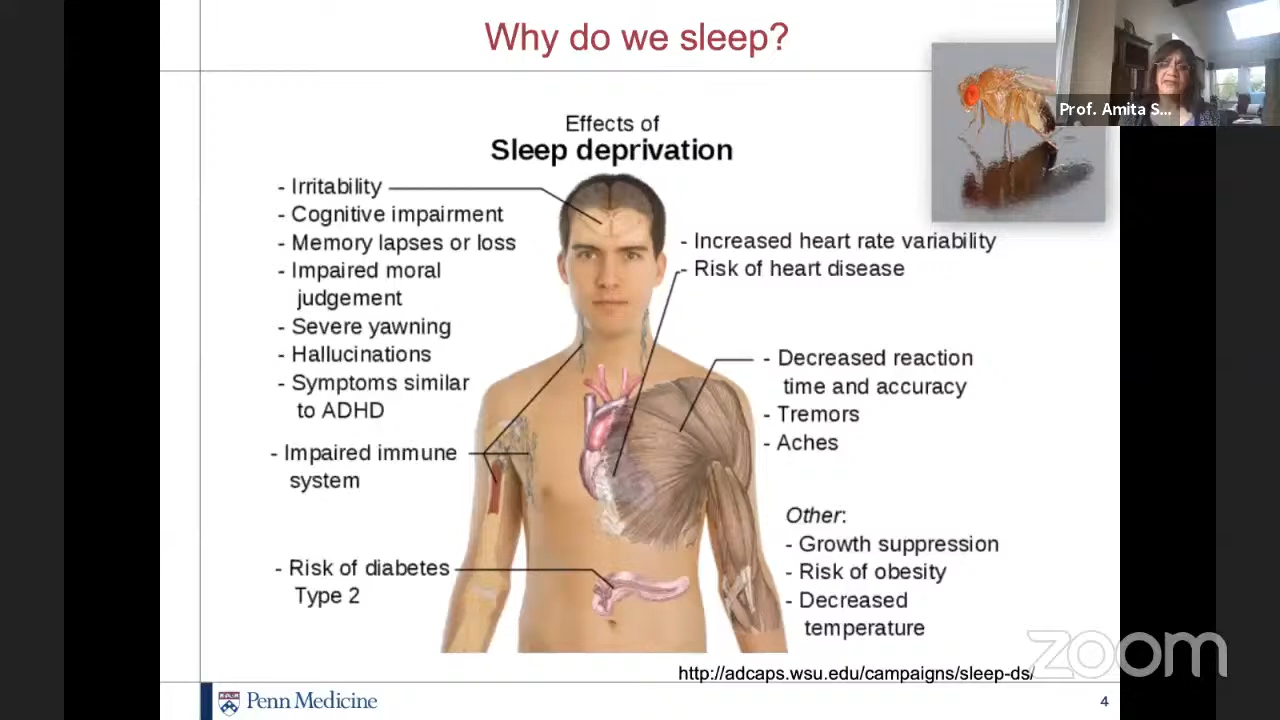 Why do we sleep?
Prof. Amita S...
Effects of
Sleep deprivation
- Irritability
- Cognitive impairment
- Memory lapses or loss
- Impaired moral
judgement
- Severe yawning
- Hallucinations
- Symptoms similar
to ADHD
- Impaired immune
system
- Risk of diabetes
Type 2
- Increased heart rate variability
- Risk of heart disease
- Decreased reaction
time and accuracy
- Tremors
- Aches
Other:
- Growth suppression
- Risk of obesity
- Decreased
temperature
http://adcaps.wsu.edu/campaigns/sleep-ds/
zoom
Penn Medicine
4